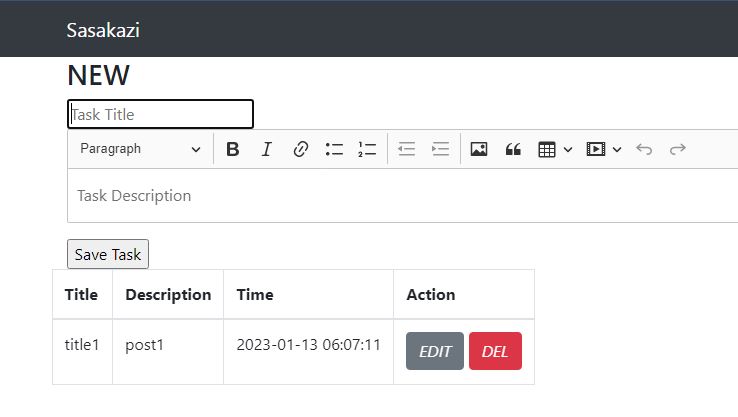 Sasakazi
NEW
Task Title
Paragraph B I
Task Description
Save Task
Title Description Time Action
title1 post1 2023-01-13 06:07:11 EDIT DEL